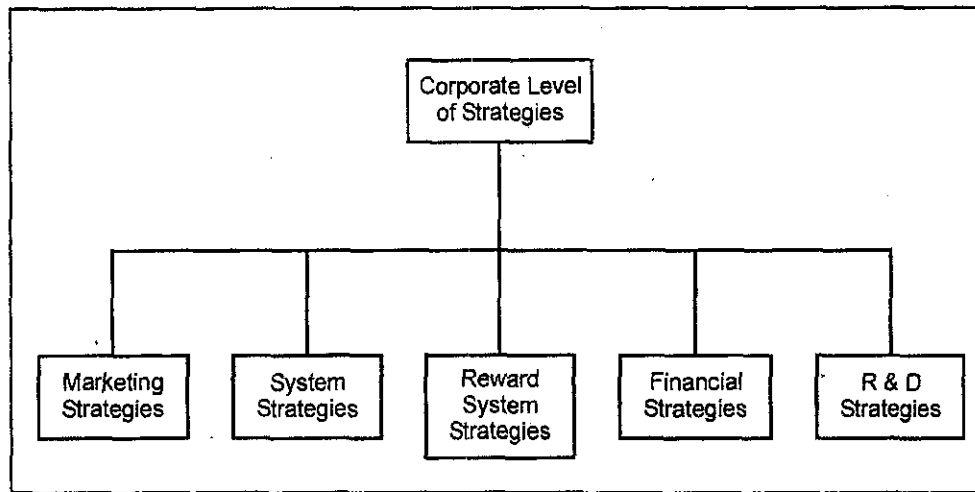 Corporate Level
of Strategies
Marketing
Strategies
System
Strategies
Reward
System
Strategies
Financial
Strategies
R & D
Strategies